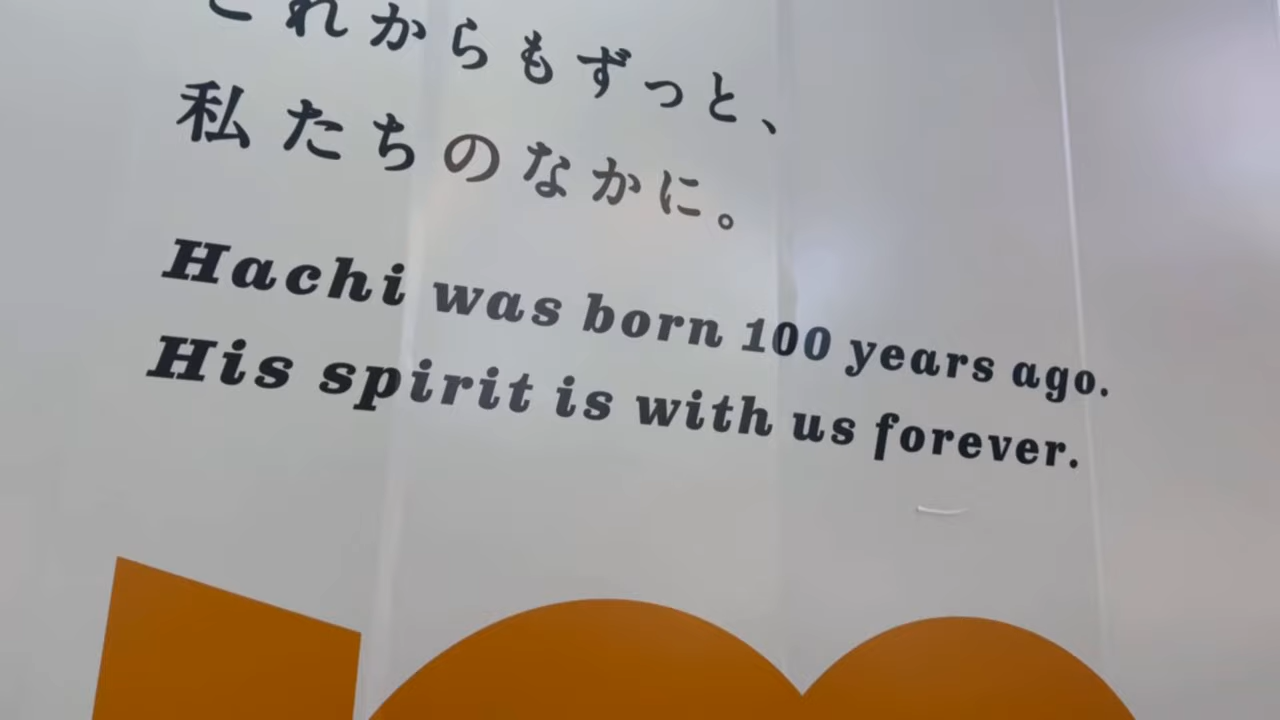 これからもずっと、
私たちのなかに。
Hachi was born 100 years ago.
His spirit is with us forever.